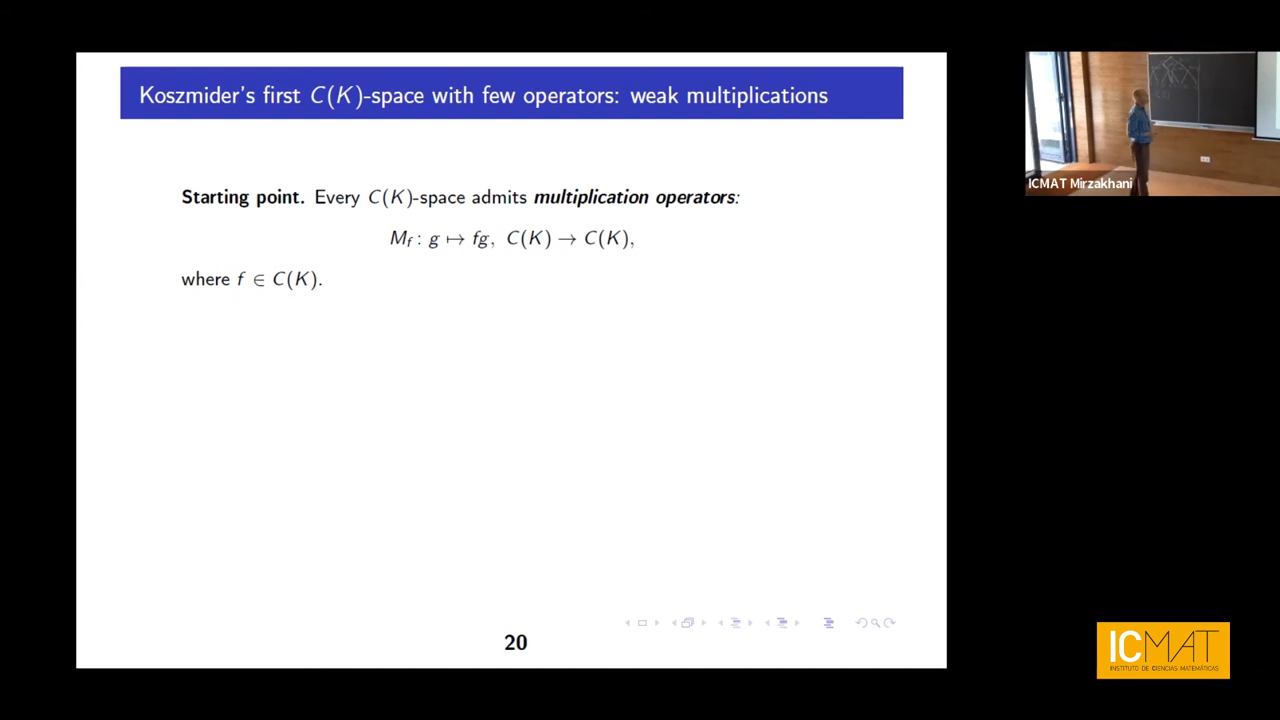 Koszmider's first C(K)-space with few operators: weak multiplications
Starting point. Every C(K)-space admits multiplication operators:
M_f : g ↦ fg, C(K) → C(K),
where f ∈ C(K).
20
ICMAT Mirzakhani
ICMAT
INSTITUTO DE CIENCIAS MATEMÁTICAS